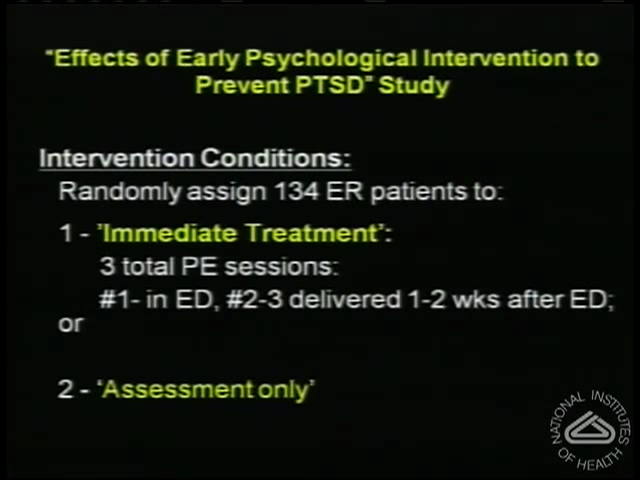 "Effects of Early Psychological Intervention to
Prevent PTSD" Study
Intervention Conditions:
Randomly assign 134 ER patients to:
1 - 'Immediate Treatment':
3 total PE sessions:
#1- in ED, #2-3 delivered 1-2 wks after ED;
or
2 - 'Assessment only'
NATIONAL INSTITUTES
OF HEALTH